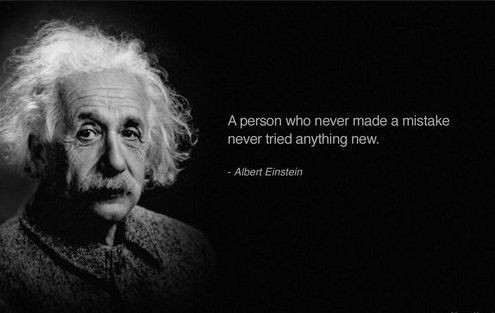 A person who never made a mistake
never tried anything new.
- Albert Einstein